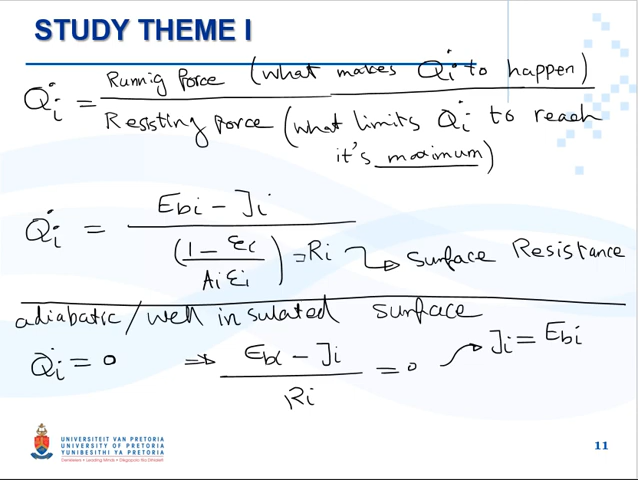 STUDY THEME I
Q̇i = Runnig force (what makes Q̇i to happen)
Resisting force (what limits Q̇i to reach
it's maximum)
Q̇i = Ebi - Ji
(1 - εi / Ai εi) = Ri → Surface Resistance
adiabatic/well insulated surface
Q̇i = 0 ⇒ Ebi - Ji / Ri = 0 → Ji = Ebi
UNIVERSITEIT VAN PRETORIA
UNIVERSITY OF PRETORIA
YUNIBESITHI YA PRETORIA
11